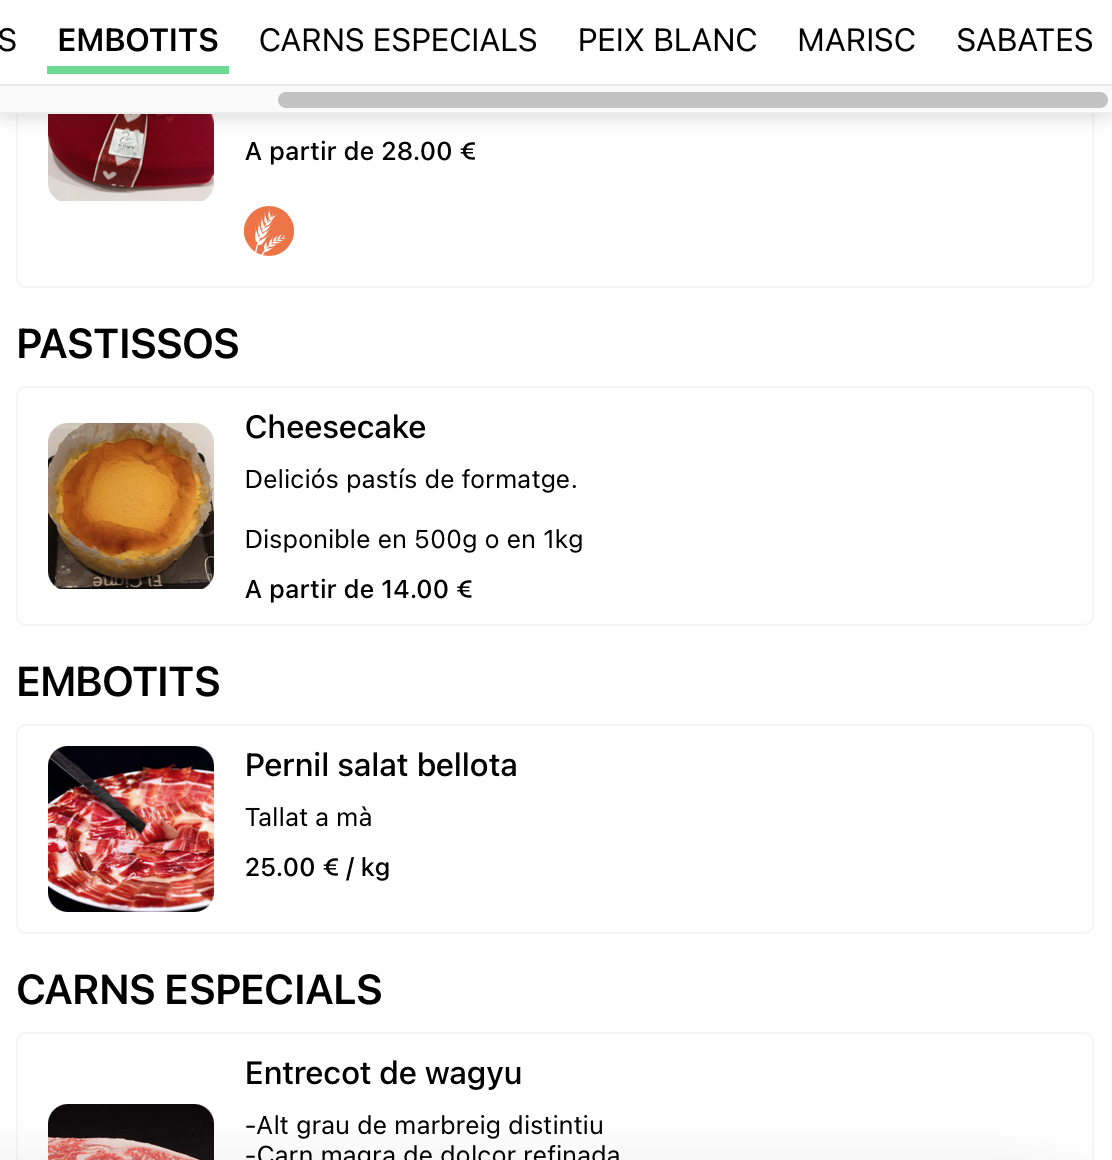 S EMBOTITS CARNS ESPECIALS PEIX BLANC MARISC SABATES
A partir de 28.00 €
PASTISSOS
Cheesecake
Deliciós pastís de formatge.
Disponible en 500g o en 1kg
A partir de 14.00 €
El Cigne
EMBOTITS
Pernil salat bellota
Tallat a mà
25.00 € / kg
CARNS ESPECIALS
Entrecot de wagyu
-Alt grau de marbreig distintiu
-Carn magra de dolçor refinada